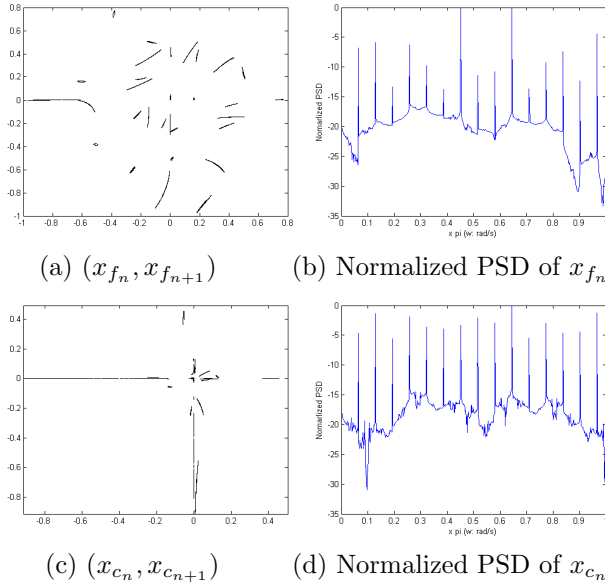 0.8
0.6
0.4
0.2
0
-0.2
-0.4
-0.6
-0.8
-1
-1 -0.8 -0.6 -0.4 -0.2 0 0.2 0.4 0.6 0.8
0
-5
-10
-15
-20
-25
-30
-35
Nomarlized PSD
0 0.1 0.2 0.3 0.4 0.5 0.6 0.7 0.8 0.9 1
x pi (w: rad/s)
(a) (x_{f_n}, x_{f_{n+1}})
(b) Normalized PSD of x_{f_n}
0.4
0.2
0
-0.2
-0.4
-0.6
-0.8
-0.8 -0.6 -0.4 -0.2 0 0.2 0.4
0
-5
-10
-15
-20
-25
-30
-35
Nomarlized PSD
0 0.1 0.2 0.3 0.4 0.5 0.6 0.7 0.8 0.9 1
x pi (w: rad/s)
(c) (x_{c_n}, x_{c_{n+1}})
(d) Normalized PSD of x_{c_n}